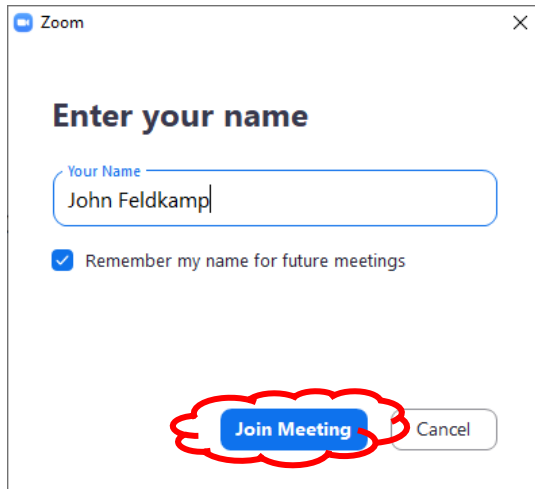 Zoom
Enter your name
Your Name
John Feldkamp
Remember my name for future meetings
Join Meeting Cancel